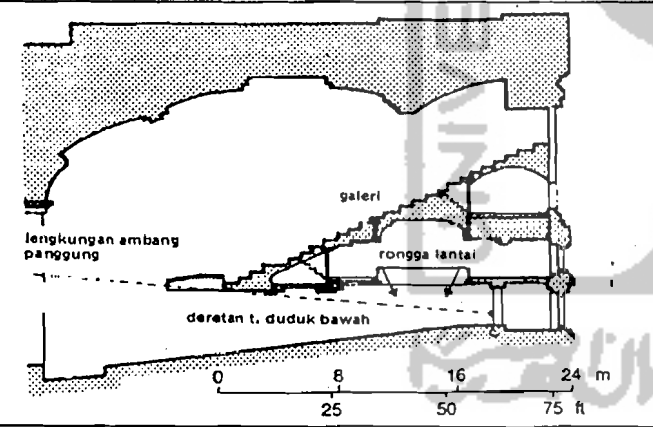 galeri
lengkungan ambang
panggung
rongga lantai
deretan t. duduk bawah
0 8 16 24 m
25 50 75 ft